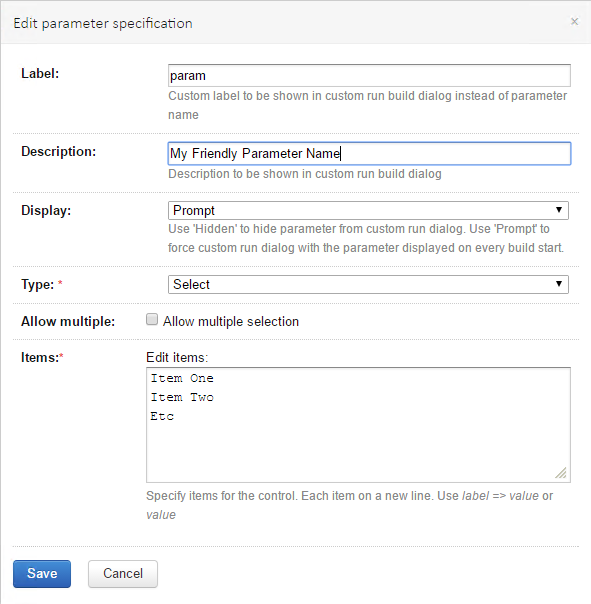 Edit parameter specification ×
Label: param
Custom label to be shown in custom run build dialog instead of parameter
name
Description: My Friendly Parameter Name
Description to be shown in custom run build dialog
Display: Prompt
Use 'Hidden' to hide parameter from custom run dialog. Use 'Prompt' to
force custom run dialog with the parameter displayed on every build start.
Type: * Select
Allow multiple: Allow multiple selection
Items:* Edit items:
Item One
Item Two
Etc
Specify items for the control. Each item on a new line. Use label => value or
value
Save Cancel